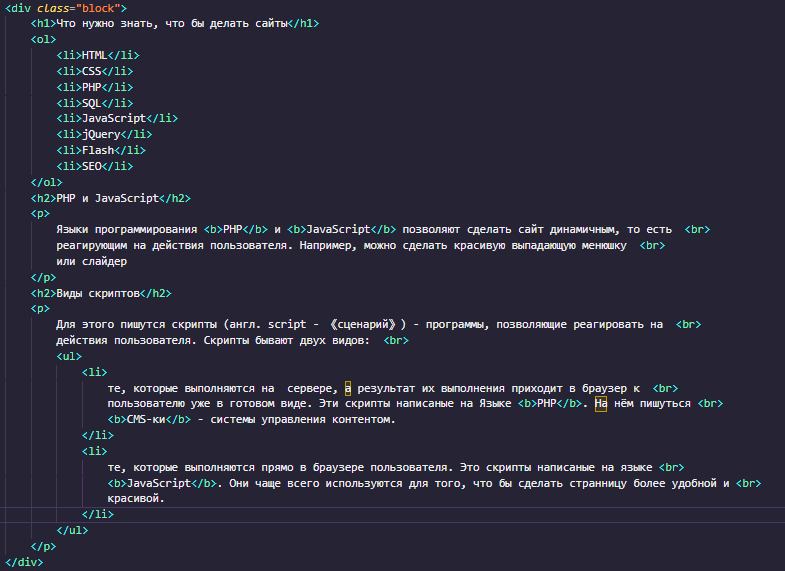 <div class="block">
<h1>Что нужно знать, что бы делать сайты</h1>
<ol>
<li>HTML</li>
<li>CSS</li>
<li>PHP</li>
<li>SQL</li>
<li>JavaScript</li>
<li>jQuery</li>
<li>Flash</li>
<li>SEO</li>
</ol>
<h2>PHP и JavaScript</h2>
<p>
Языки программирования <b>PHP</b> и <b>JavaScript</b> позволяют сделать сайт динамичным, то есть <br>
реагирующим на действия пользователя. Например, можно сделать красивую выпадающую менюшку <br>
или слайдер
</p>
<h2>Виды скриптов</h2>
<p>
Для этого пишутся скрипты (англ. script - 《сценарий》) - программы, позволяющие реагировать на <br>
действия пользователя. Скрипты бывают двух видов: <br>
<ul>
<li>
те, которые выполняются на сервере, а результат их выполнения приходит в браузер к <br>
пользователю уже в готовом виде. Эти скрипты написаные на Языке <b>PHP</b>. На нём пишуться <br>
<b>CMS-ки</b> - системы управления контентом.
</li>
<li>
те, которые выполняются прямо в браузере пользователя. Это скрипты написаные на языке <br>
<b>JavaScript</b>. Они чаще всего используются для того, что бы сделать странницу более удобной и <br>
красивой.
</li>
</ul>
</p>
</div>